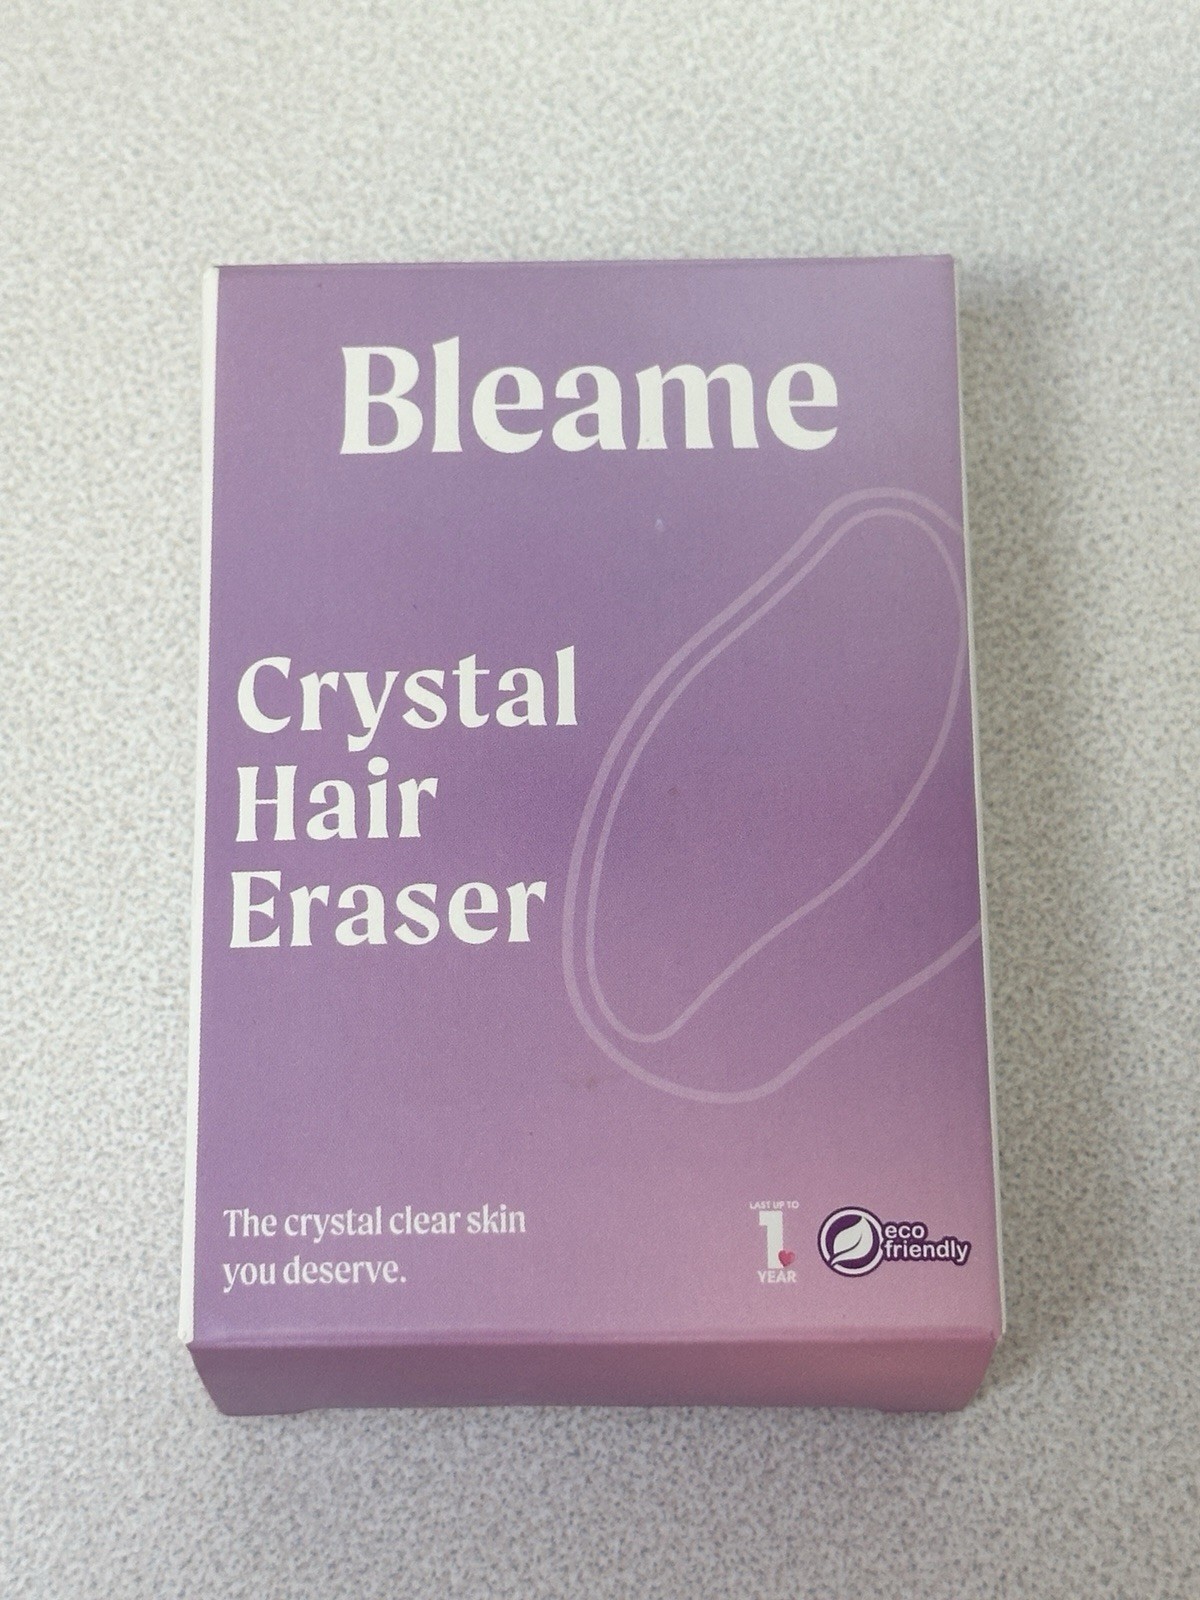 Bleame
Crystal
Hair
Eraser
The crystal clear skin
you deserve.
LAST UP TO
1
YEAR
eco
friendly